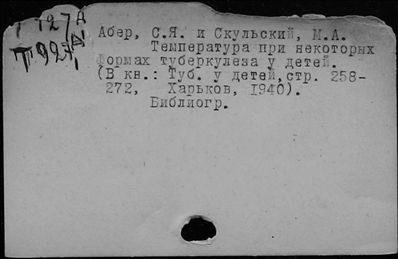 Абер, С.Я. и Скульский, М.А.
Температура при некоторых
формах туберкулеза у детей.
(В кн.: Туб. у детей, стр. 258-
272, Харьков, 1940).
Библиогр.